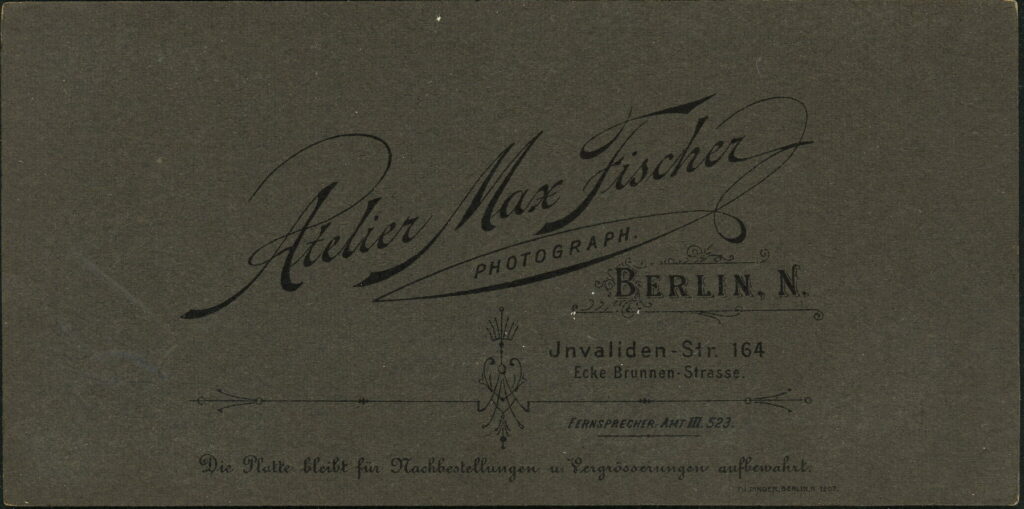 Atelier Max Fischer
PHOTOGRAPH.
BERLIN, N.
Jnvaliden-Str. 164
Ecke Brunnen-Strasse.
FERNSPRECHER AMT III. 523.
Die Platte bleibt für Nachbestellungen u. Vergrösserungen aufbewahrt.
BERLIN, N